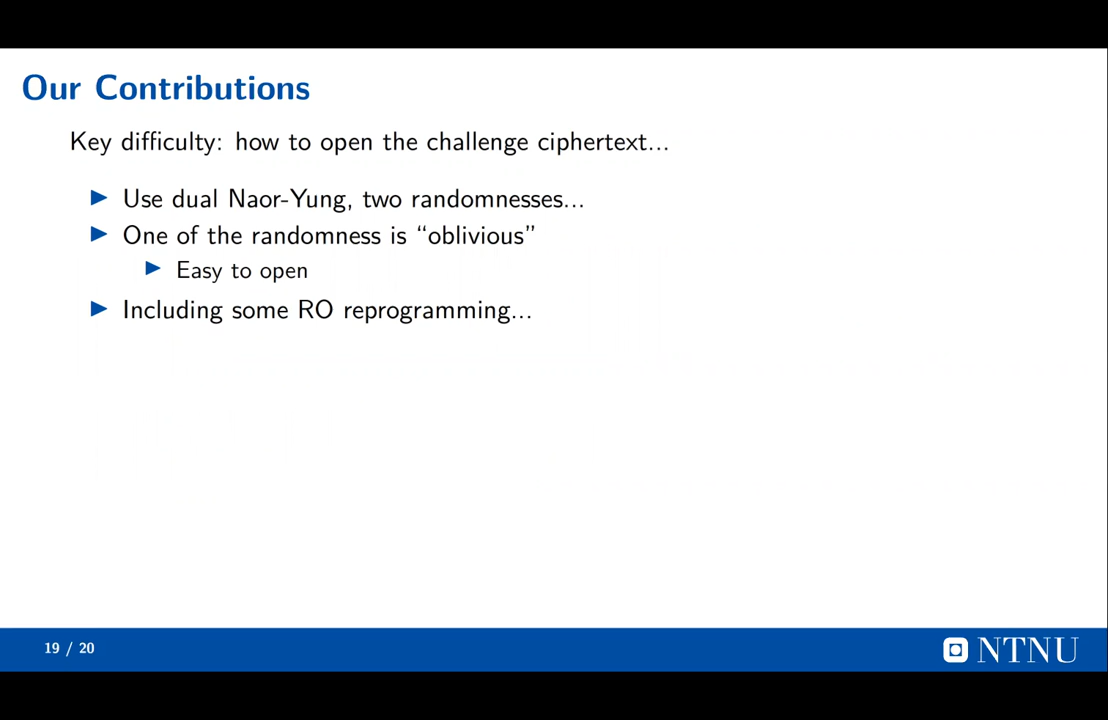 Our Contributions
Key difficulty: how to open the challenge ciphertext...
▶ Use dual Naor-Yung, two randomnesses...
▶ One of the randomness is “oblivious”
▶ Easy to open
▶ Including some RO reprogramming...
19 / 20
NTNU